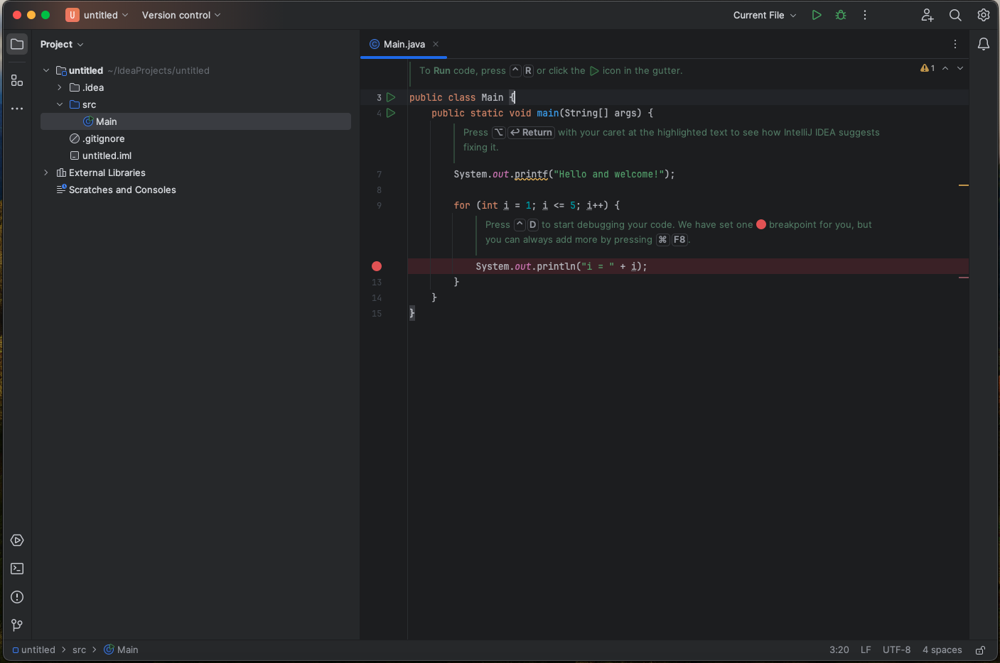 U untitled Version control Current File
Project
Main.java
untitled ~/IdeaProjects/untitled
.idea
src
Main
.gitignore
untitled.iml
External Libraries
Scratches and Consoles
To Run code, press ^ R or click the icon in the gutter.
1
3 public class Main {
4 public static void main(String[] args) {
Press ⌥ ↩ Return with your caret at the highlighted text to see how IntelliJ IDEA suggests
fixing it.
7 System.out.printf("Hello and welcome!");
8
9 for (int i = 1; i <= 5; i++) {
Press ^ D to start debugging your code. We have set one breakpoint for you, but
you can always add more by pressing ⌘ F8.
System.out.println("i = " + i);
13 }
14 }
15 }
untitled > src > Main
3:20 LF UTF-8 4 spaces